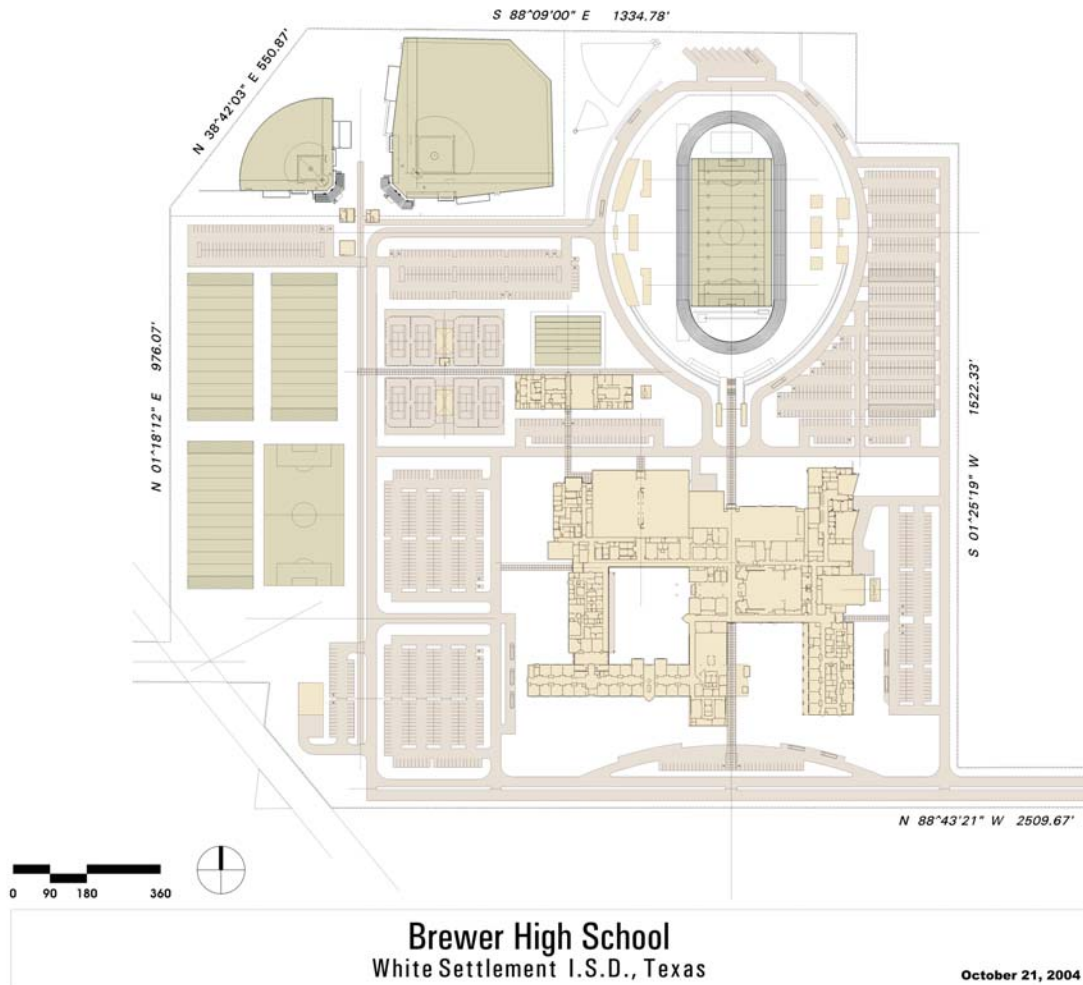 S 88^09'00" E 1334.78'
N 38^42'03" E 550.87'
N 01^18'12" E 976.07'
S 01^25'19" W 1522.33'
N 88^43'21" W 2509.67'
0 90 180 360
Brewer High School
White Settlement I.S.D., Texas
October 21, 2004